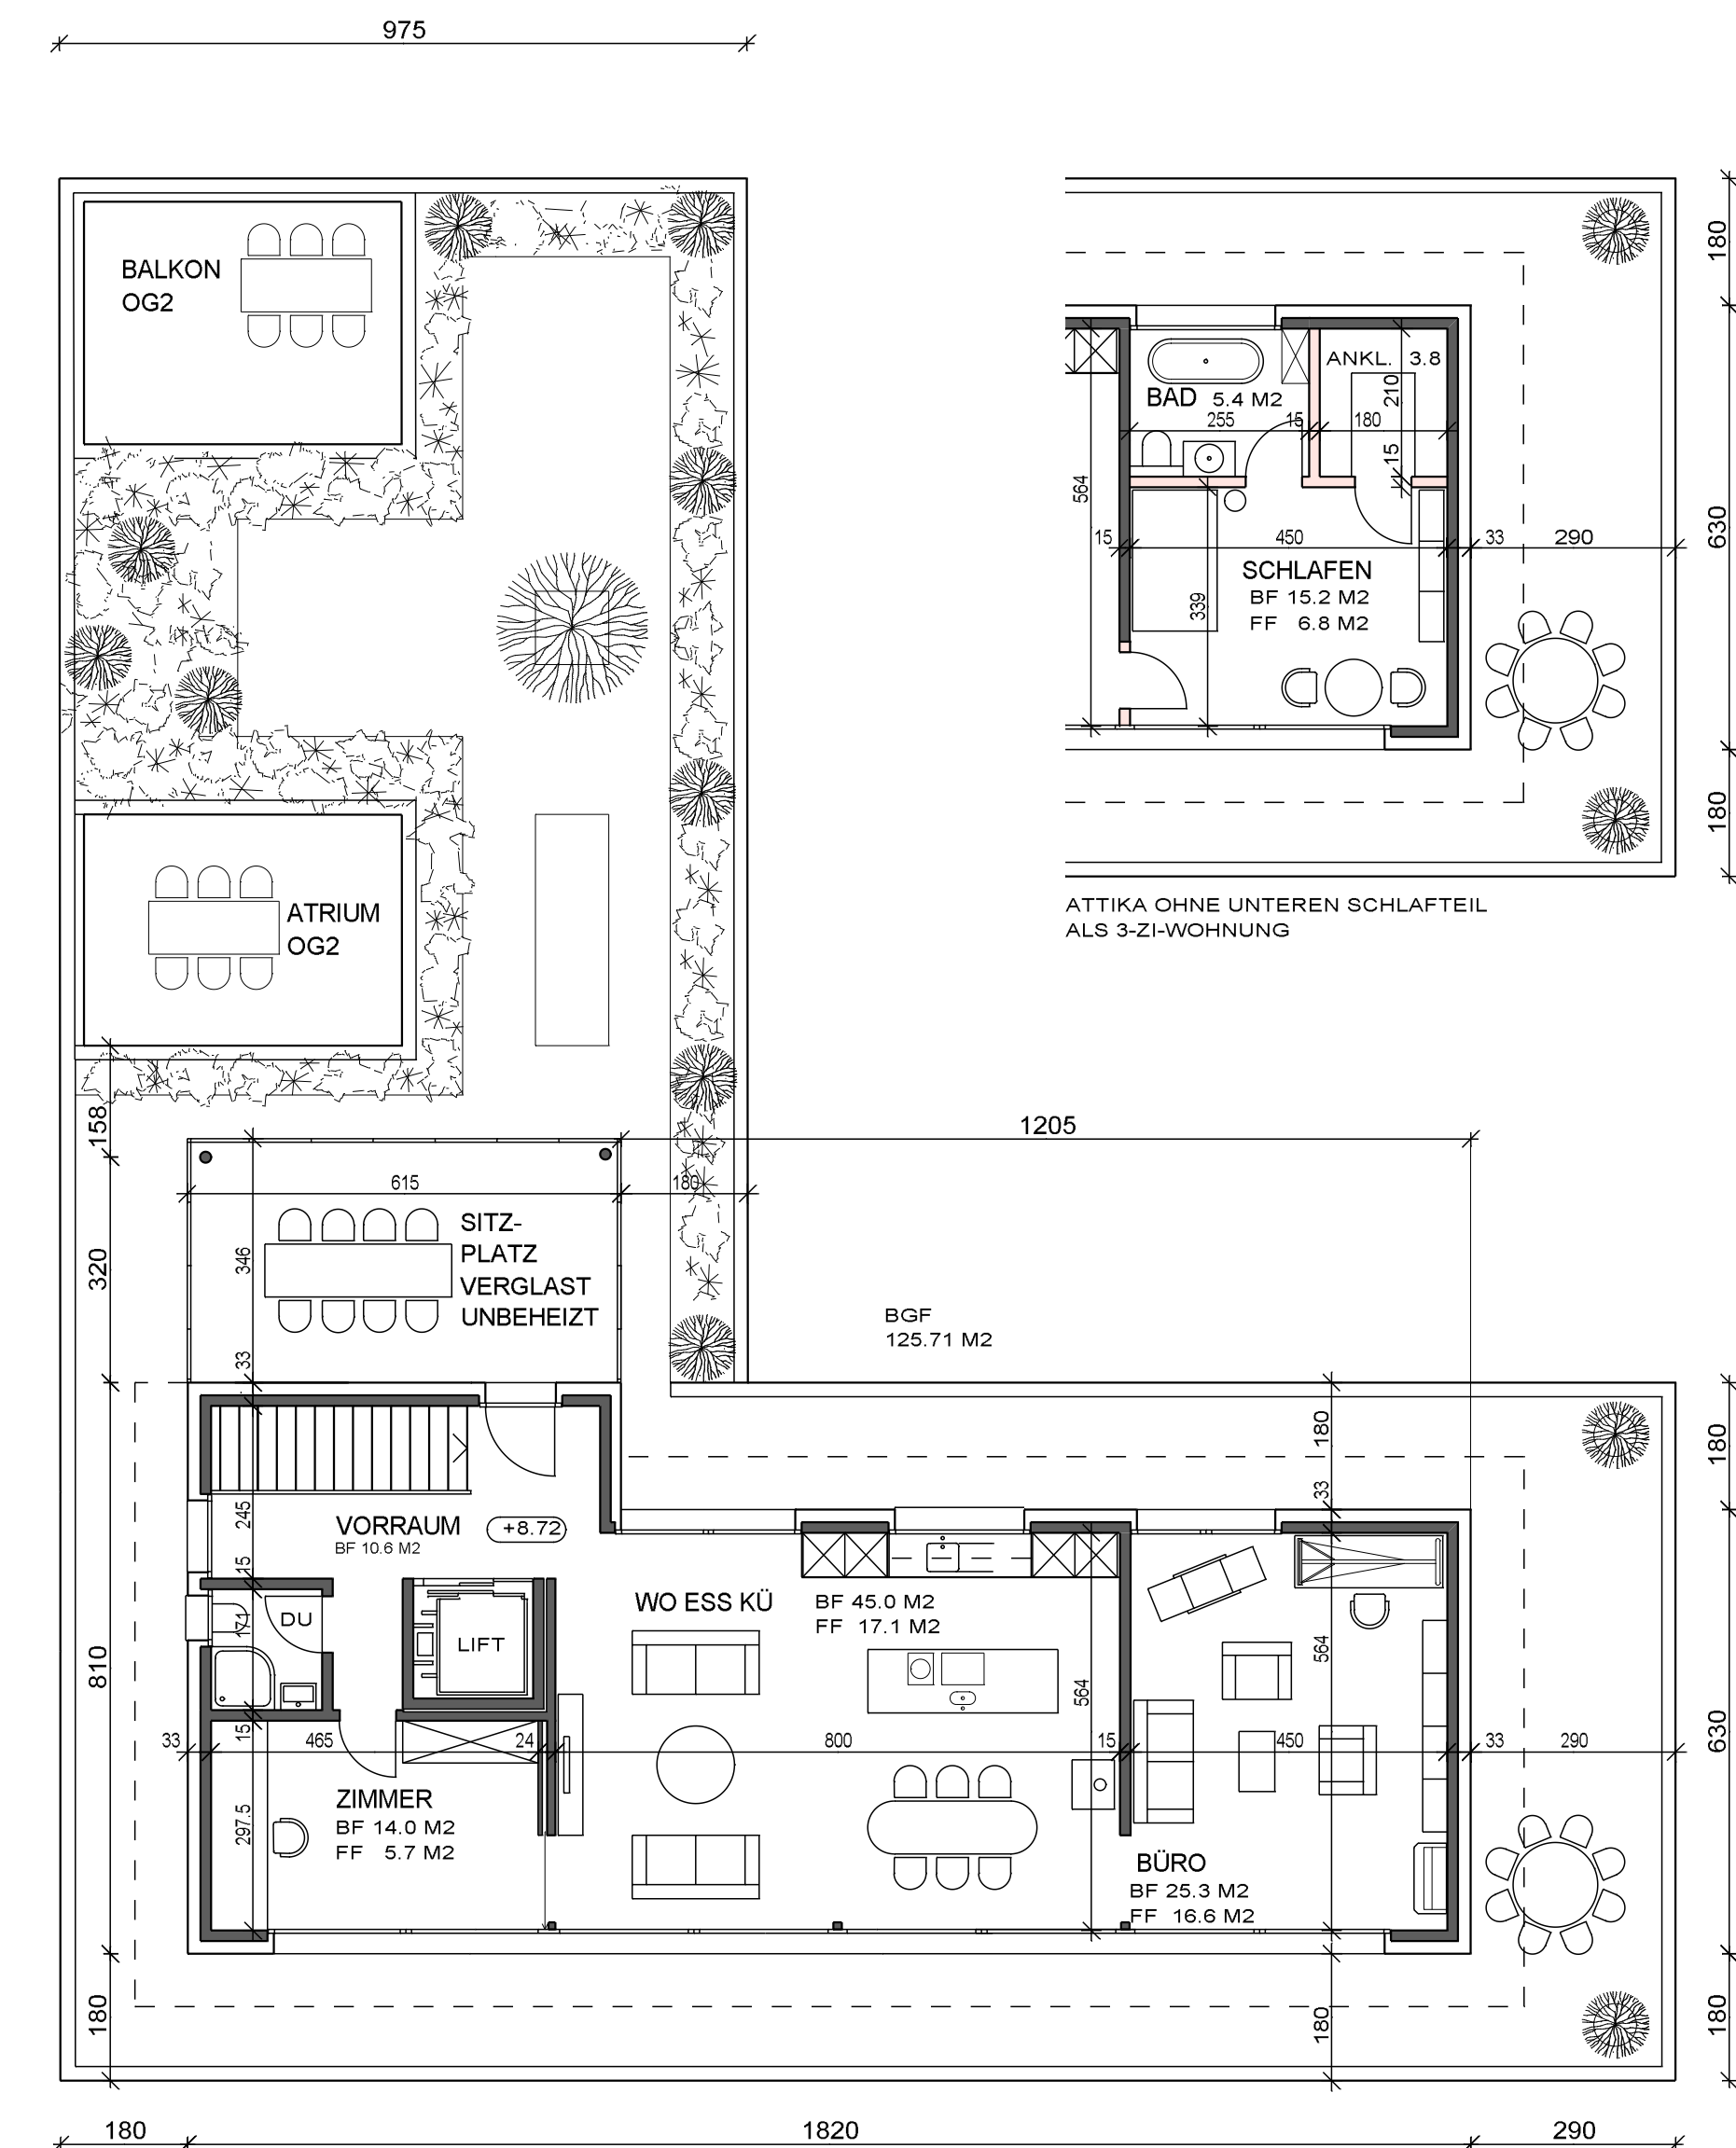 975
BALKON
OG2
180
ANKL. 3.8
210
BAD 5.4 M2
255 15 180
15
564
15 450 33 290
630
SCHLAFEN
BF 15.2 M2
FF 6.8 M2
339
180
ATTIKA OHNE UNTEREN SCHLAFTEIL
ALS 3-ZI-WOHNUNG
ATRIUM
OG2
158
1205
615 180
SITZ-
PLATZ
VERGLAST
UNBEHEIZT
346
320
33
BGF
125.71 M2
180
180
33
245
VORRAUM
BF 10.6 M2
+8.72
15
DU
171
LIFT
WO ESS KÜ
BF 45.0 M2
FF 17.1 M2
564
564
810
630
15
33 465 24 800 15 450 33 290
ZIMMER
BF 14.0 M2
FF 5.7 M2
297.5
BÜRO
BF 25.3 M2
FF 16.6 M2
180
180
180
180 1820 290